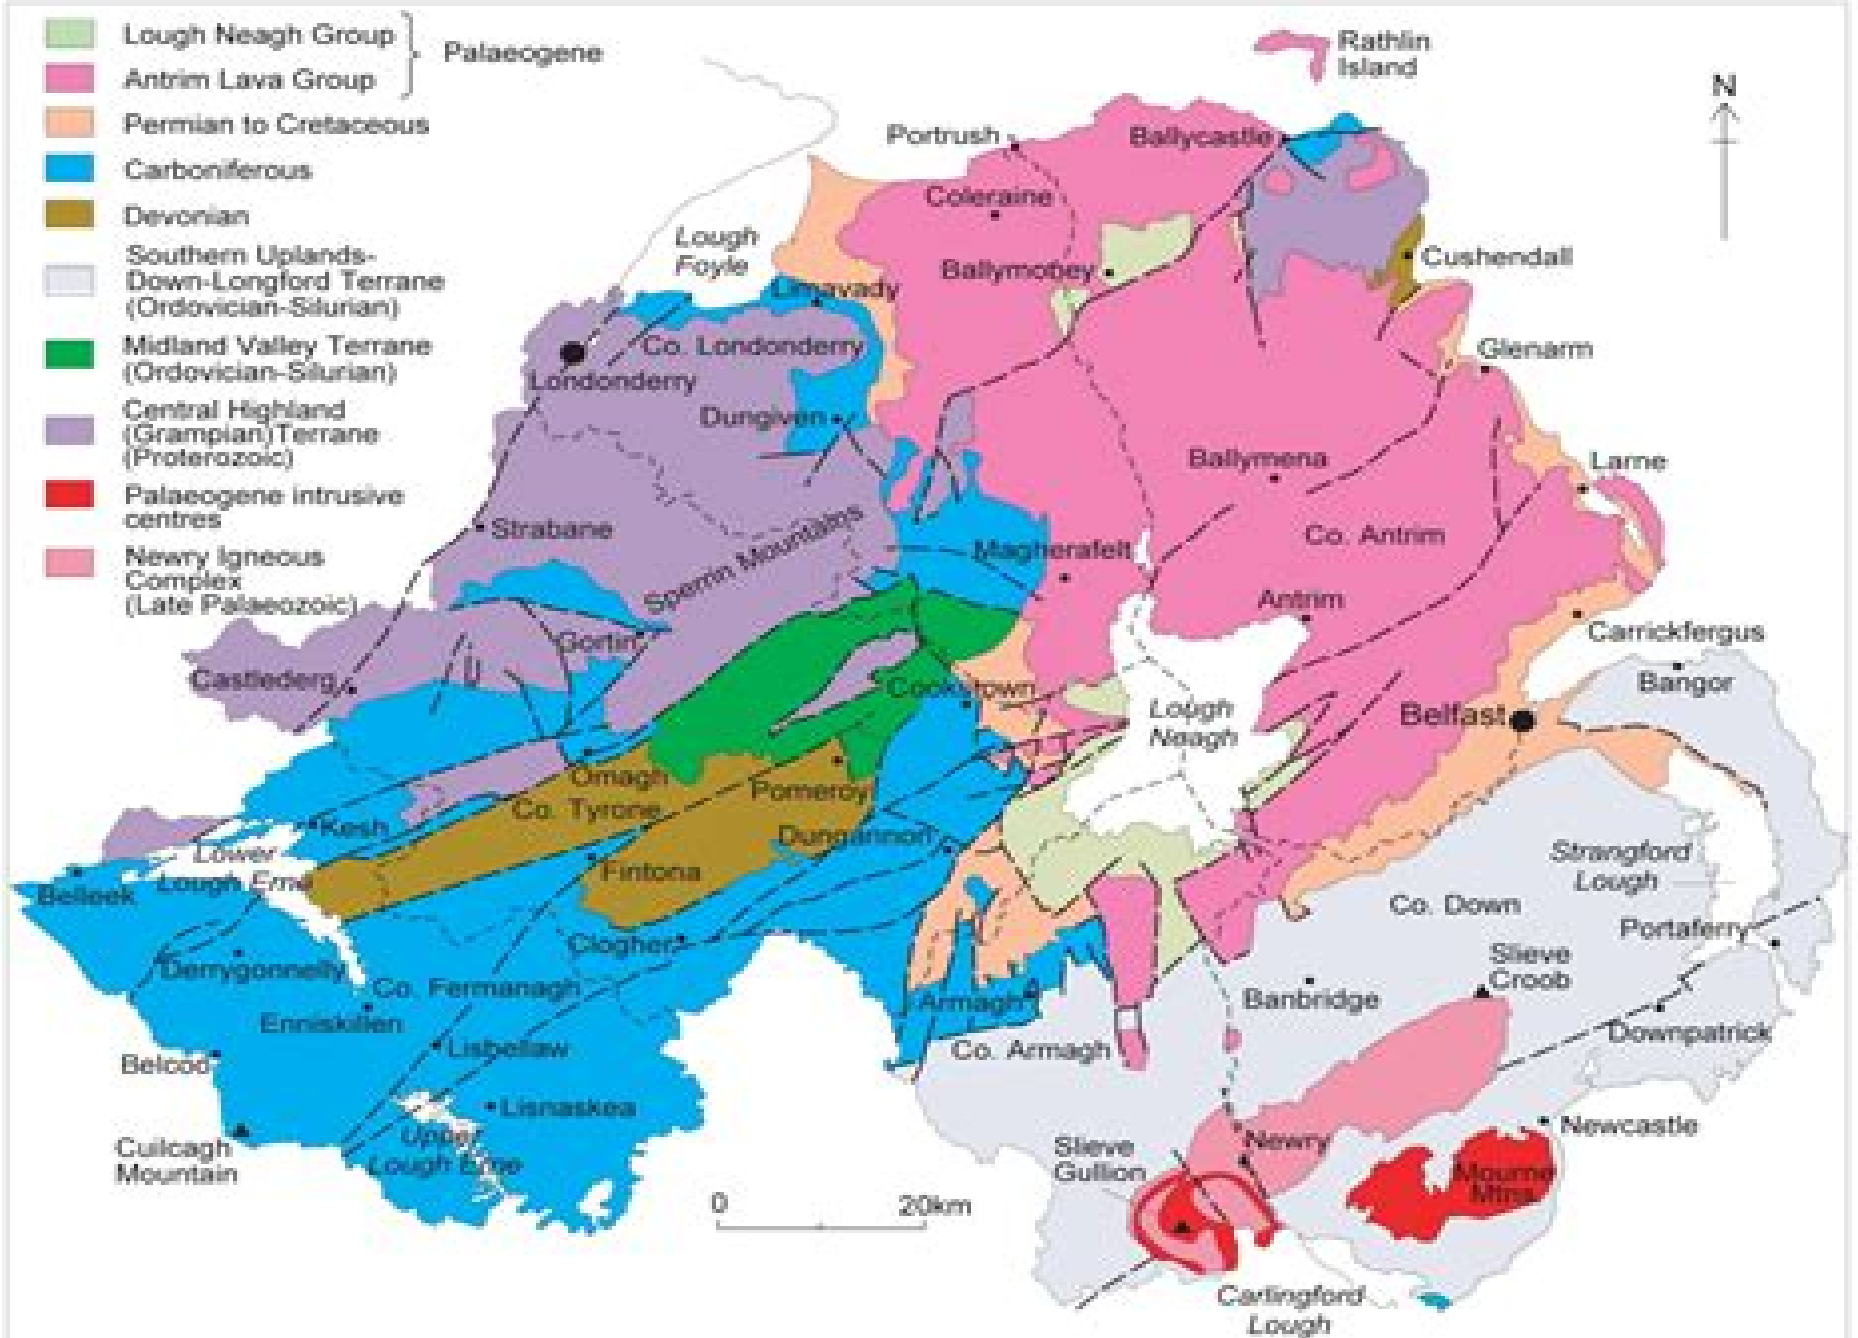 Lough Neagh Group
Antrim Lava Group
Palaeogene
Permian to Cretaceous
Carboniferous
Devonian
Southern Uplands-
Down-Longford Terrane
(Ordovician-Silurian)
Midland Valley Terrane
(Ordovician-Silurian)
Central Highland
(Grampian)Terrane
(Proterozoic)
Palaeogene intrusive
centres
Newry Igneous
Complex
(Late Palaeozoic)
Rathlin
Island
N
Portrush
Ballycastle
Coleraine
Lough
Foyle
Ballymobey
Cushendall
Limavady
Co. Londonderry
Glenarm
Londonderry
Dungiven
Ballymena
Larne
Strabane
Sperrin Mountains
Magherafelt
Co. Antrim
Antrim
Carrickfergus
Gortin
Castlederg
Cookstown
Bangor
Lough
Neagh
Belfast
Omagh
Co. Tyrone
Pomeroy
Kesh
Dungannon
Lower
Lough Erne
Strangford
Lough
Belleek
Fintona
Co. Down
Clogher
Portaferry
Derrygonnelly
Slieve
Croob
Co. Fermanagh
Armagh
Banbridge
Enniskillen
Downpatrick
Lisbellaw
Co. Armagh
Belcoo
Lisnaskea
Newcastle
Cuilcagh
Mountain
Upper
Lough Erne
Slieve
Gullion
Newry
Mourne
Mtns
0 20km
Carlingford
Lough